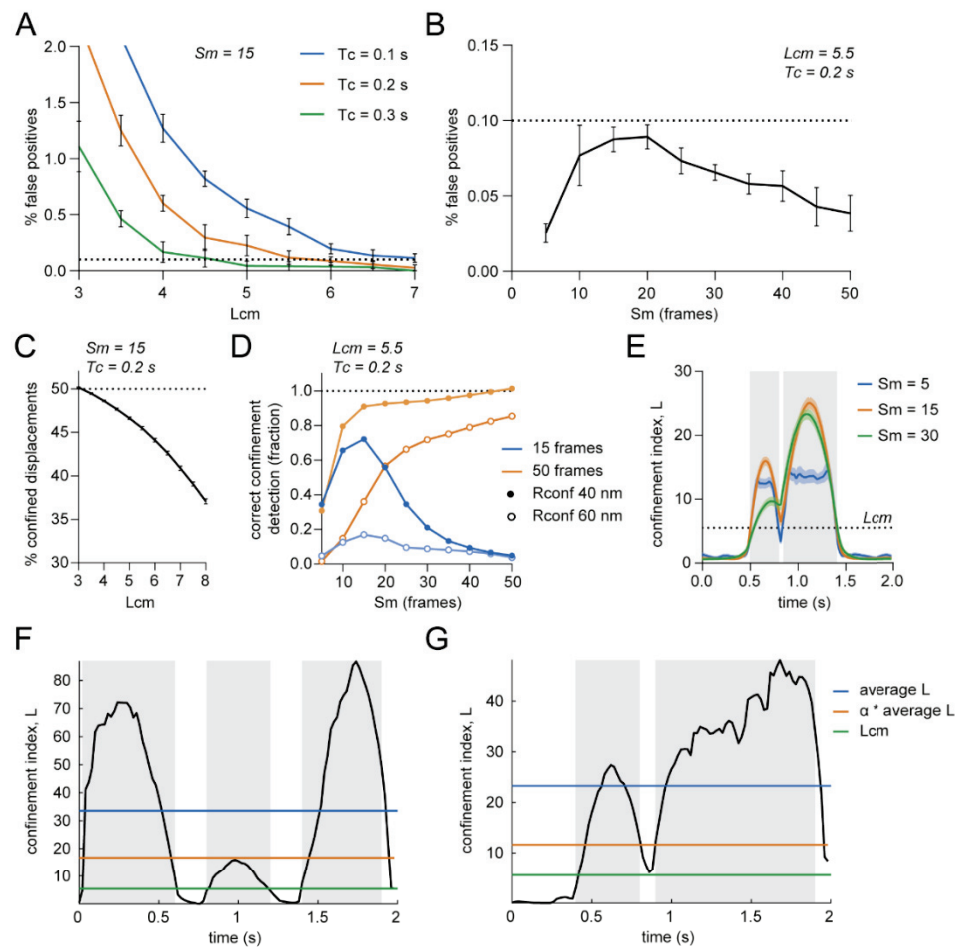 A
Sm = 15
Tc = 0.1 s
Tc = 0.2 s
Tc = 0.3 s
% false positives
2.0
1.5
1.0
0.5
0.0
3 4 5 6 7
Lcm
B
Lcm = 5.5
Tc = 0.2 s
% false positives
0.15
0.10
0.05
0.00
0 10 20 30 40 50
Sm (frames)
C
Sm = 15
Tc = 0.2 s
% confined displacements
50
45
40
35
30
3 4 5 6 7 8
Lcm
D
Lcm = 5.5
Tc = 0.2 s
correct confinement
detection (fraction)
1.0
0.8
0.6
0.4
0.2
0.0
10 20 30 40 50
Sm (frames)
15 frames
50 frames
Rconf 40 nm
Rconf 60 nm
E
confinement index, L
30
20
10
0
0.0 0.5 1.0 1.5 2.0
time (s)
Sm = 5
Sm = 15
Sm = 30
Lcm
F
confinement index, L
80
70
60
50
40
30
20
10
0 0.5 1 1.5 2
time (s)
G
confinement index, L
40
30
20
10
0 0.5 1 1.5 2
time (s)
average L
α * average L
Lcm